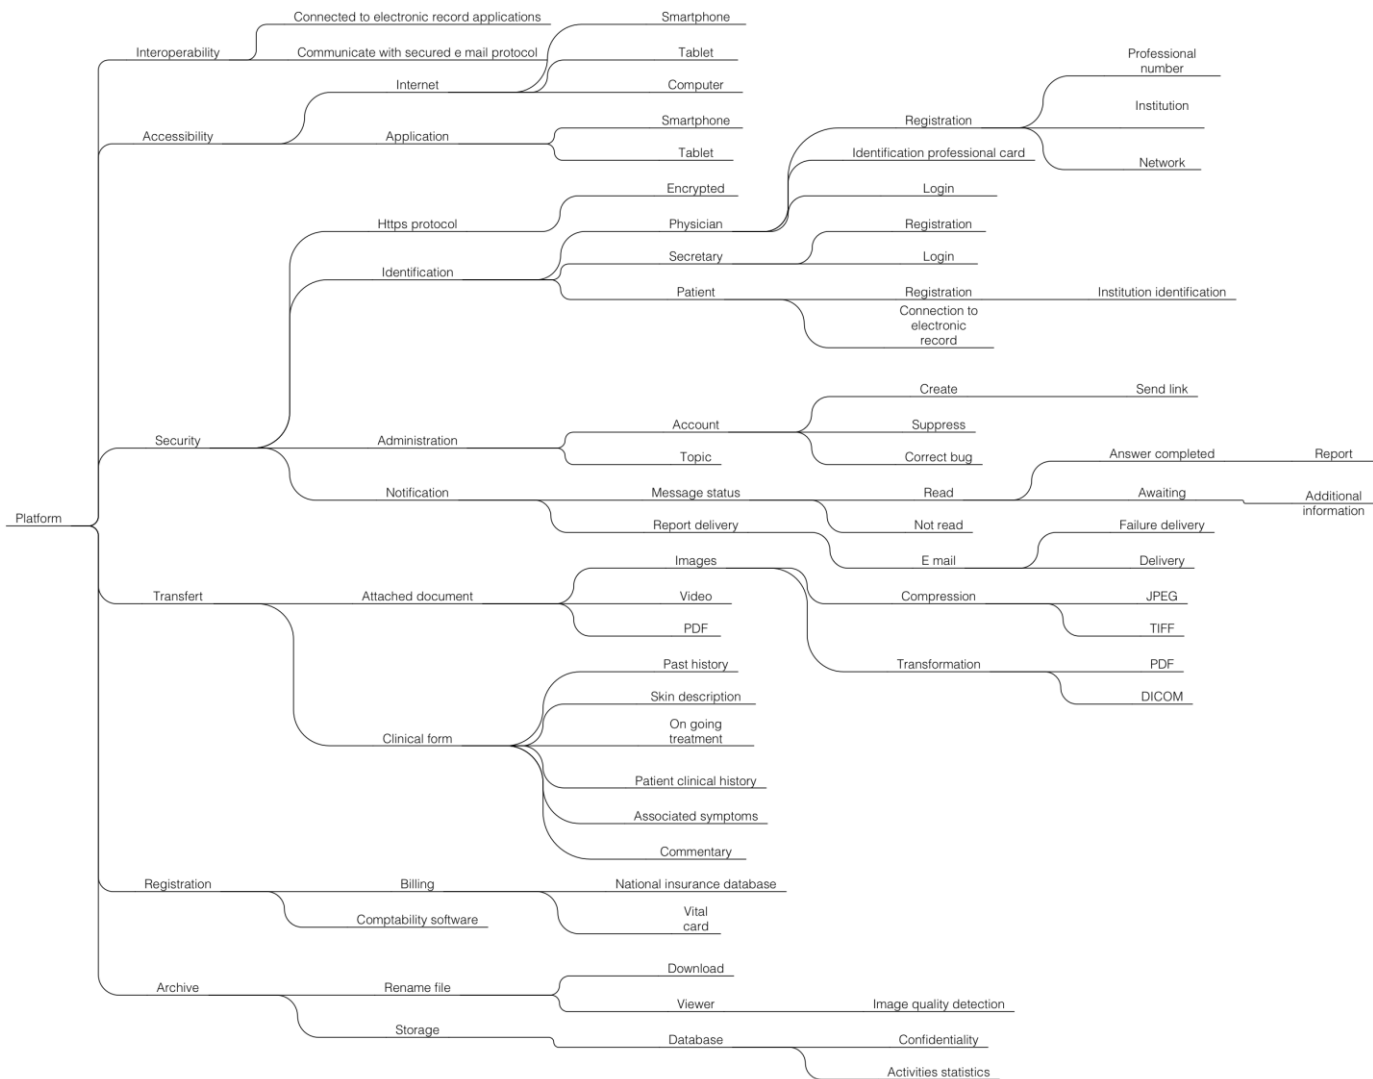 Connected to electronic record applications
Smartphone
Interoperability
Communicate with secured e mail protocol
Tablet
Professional
number
Internet
Computer
Institution
Accessibility
Application
Smartphone
Registration
Tablet
Identification professional card
Network
Encrypted
Login
Https protocol
Physician
Registration
Identification
Secretary
Login
Patient
Registration
Institution identification
Connection to
electronic
record
Create
Send link
Security
Administration
Account
Suppress
Topic
Correct bug
Answer completed
Report
Notification
Message status
Read
Awaiting
Additional
information
Platform
Report delivery
Not read
Failure delivery
Images
E mail
Delivery
Transfert
Attached document
Video
Compression
JPEG
PDF
TIFF
Past history
Transformation
PDF
Skin description
DICOM
Clinical form
On going
treatment
Patient clinical history
Associated symptoms
Commentary
Registration
Billing
National insurance database
Comptability software
Vital
card
Download
Archive
Rename file
Viewer
Image quality detection
Storage
Database
Confidentiality
Activities statistics